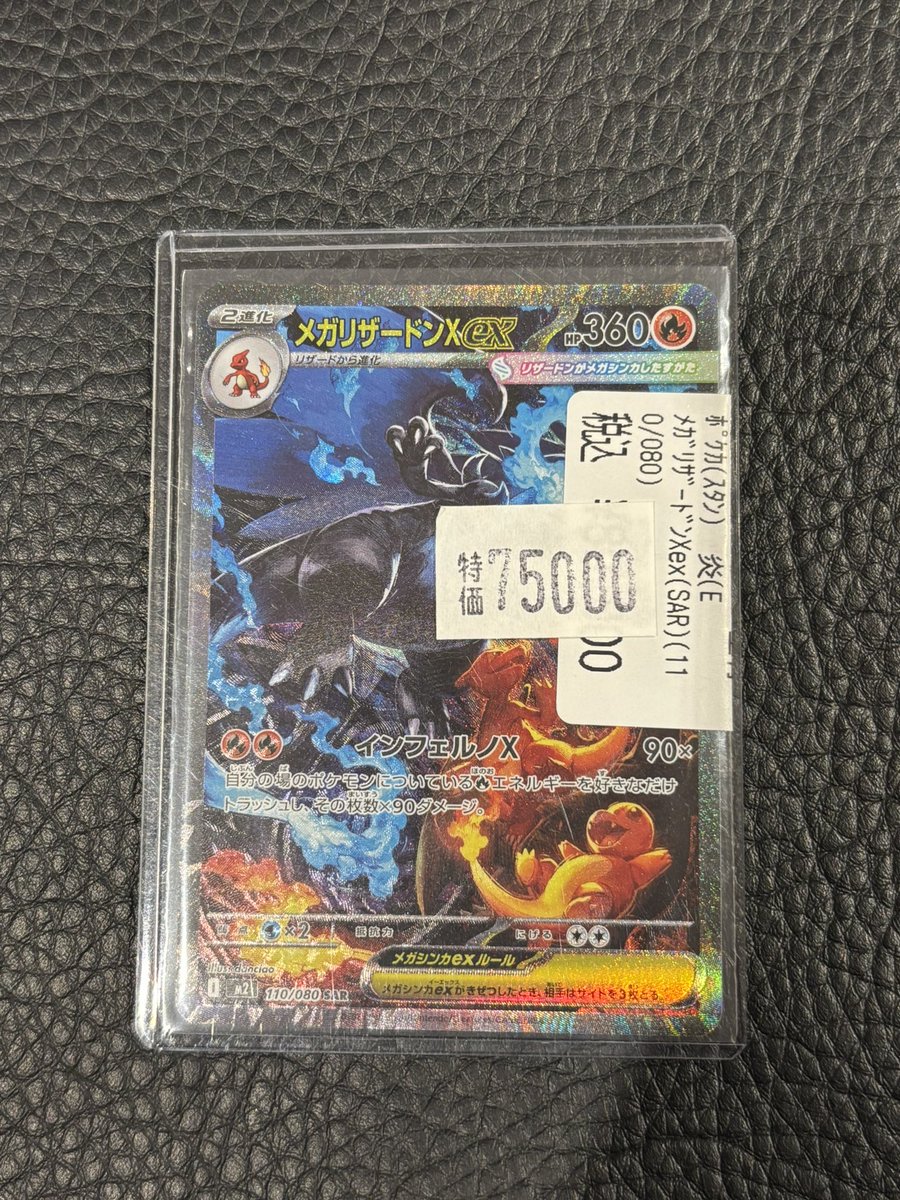 2進化
メガリザードンXex
HP360
リザードから進化
リザードンがメガシンカしたすがた
ﾎﾟｹｶ(ｽﾀﾝ) 炎(E
ﾒｶﾞﾘｻﾞｰﾄﾞﾝXex(SAR)(11
0/080)
税込
特価75000
インフェルノX 90×
自分の場のポケモンについている炎エネルギーを好きなだけ
トラッシュし、その枚数×90ダメージ。
弱点 ×2 抵抗力 にげる
メガシンカexルール
メガシンカexがきぜつしたとき、相手はサイドを3枚とる。
Illus. danciao
I M2 110/080 SAR